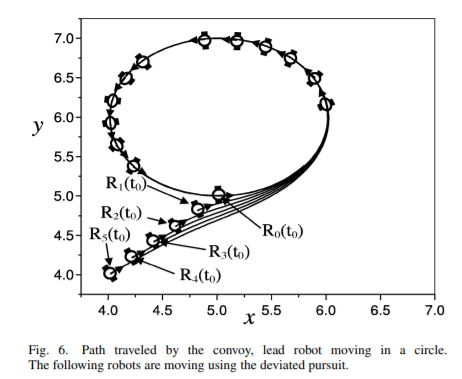 7.0
6.5
6.0
y
5.5
R₁(t₀)
5.0
R₂(t₀)
R₅(t₀)
R₀(t₀)
4.5
R₃(t₀)
4.0
R₄(t₀)
4.0 4.5 5.0 5.5 6.0 6.5 7.0
x
Fig. 6. Path traveled by the convoy, lead robot moving in a circle.
The following robots are moving using the deviated pursuit.